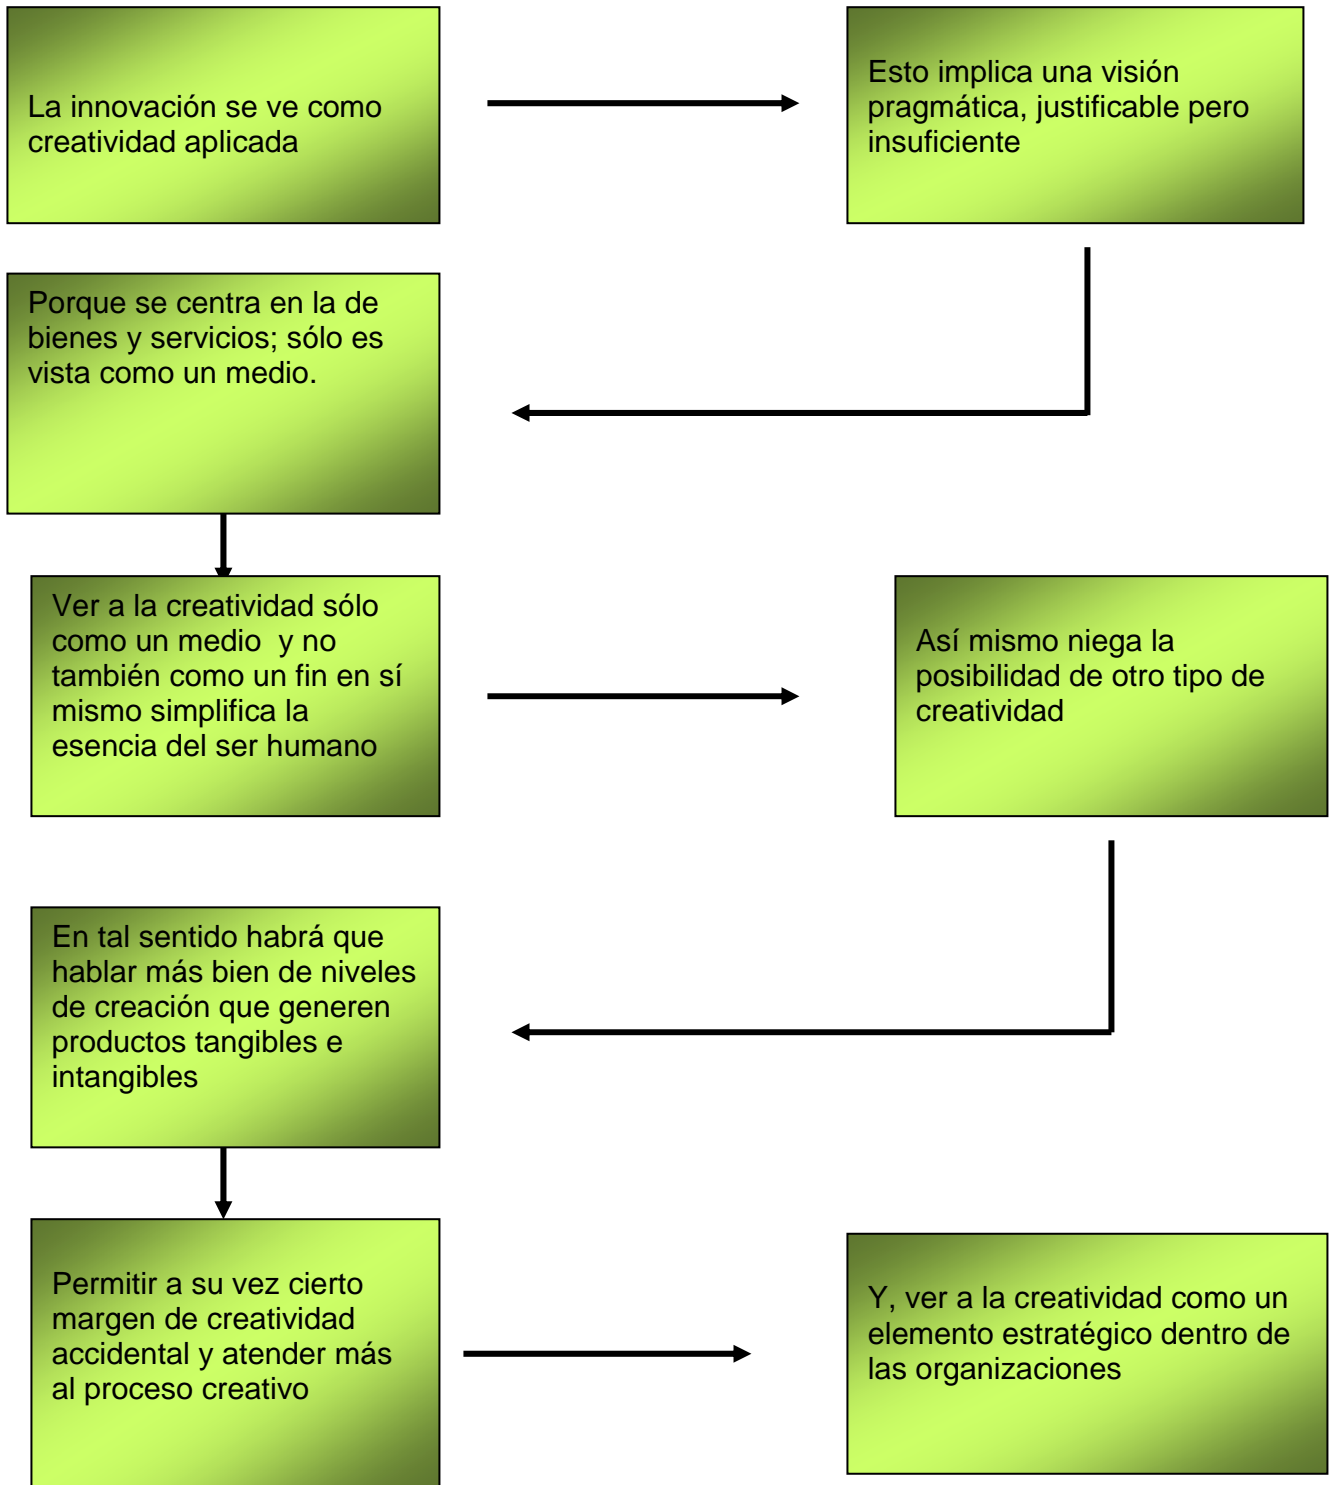 La innovación se ve como
creatividad aplicada
Esto implica una visión
pragmática, justificable pero
insuficiente
Porque se centra en la de
bienes y servicios; sólo es
vista como un medio.
Ver a la creatividad sólo
como un medio  y no
también como un fin en sí
mismo simplifica la
esencia del ser humano
Así mismo niega la
posibilidad de otro tipo de
creatividad
En tal sentido habrá que
hablar más bien de niveles
de creación que generen
productos tangibles e
intangibles
Permitir a su vez cierto
margen de creatividad
accidental y atender más
al proceso creativo
Y, ver a la creatividad como un
elemento estratégico dentro de
las organizaciones